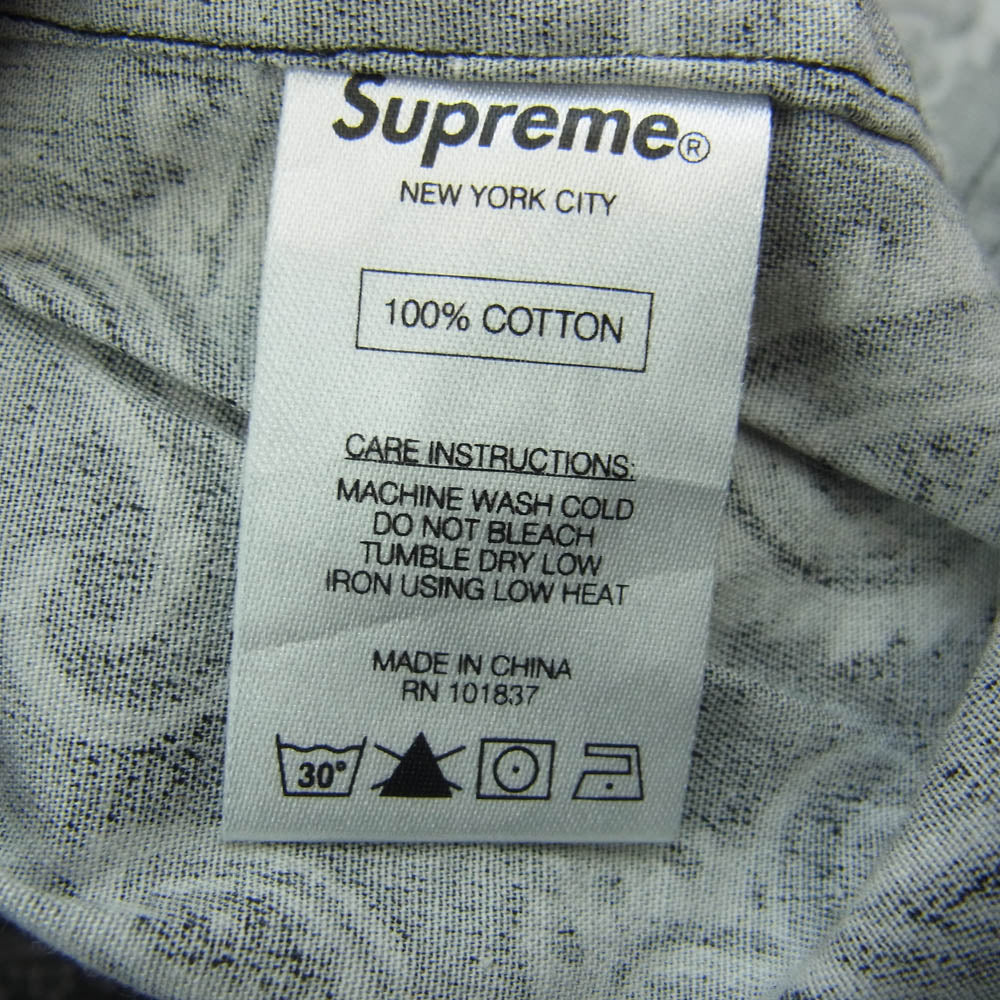 Supreme®
NEW YORK CITY
100% COTTON
CARE INSTRUCTIONS:
MACHINE WASH COLD
DO NOT BLEACH
TUMBLE DRY LOW
IRON USING LOW HEAT
MADE IN CHINA
RN 101837
30°